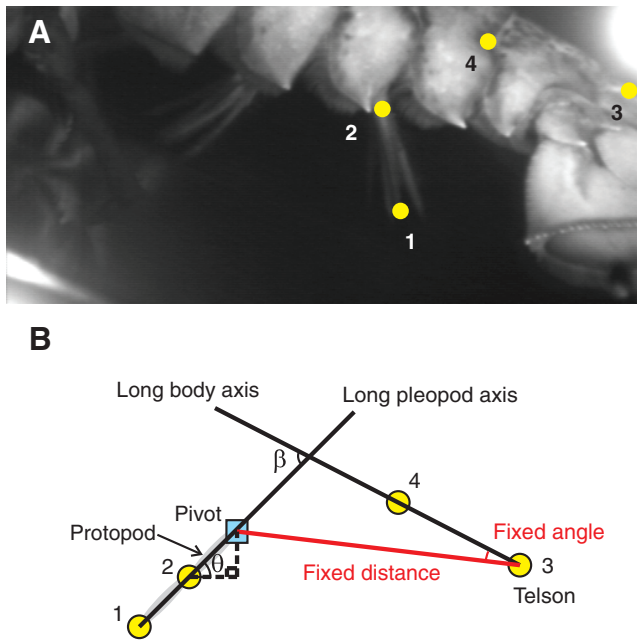 A
4
3
2
1
B
Long body axis
Long pleopod axis
β
4
Pivot
Protopod
Fixed angle
2
θ
3
Fixed distance
Telson
1